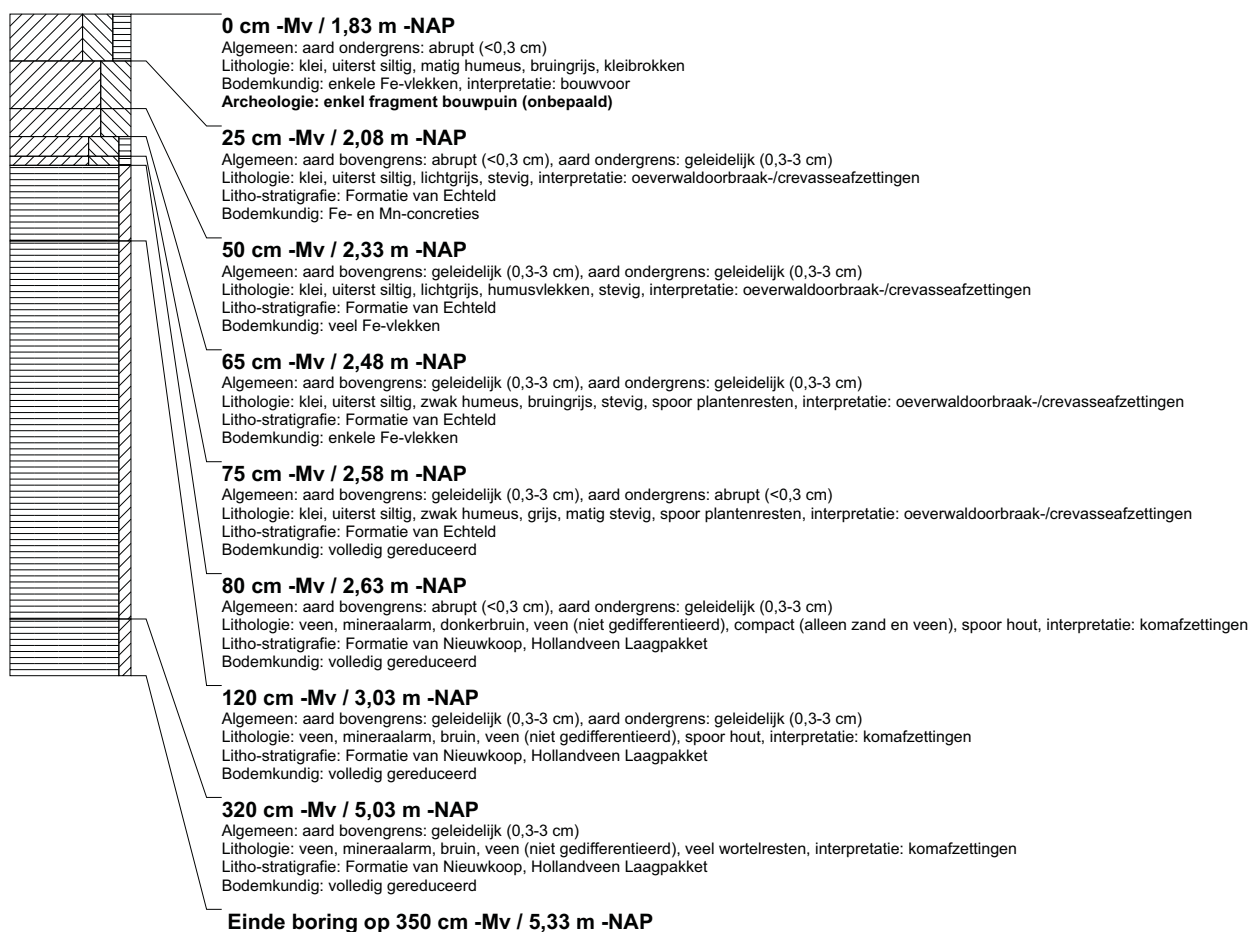 0 cm -Mv / 1,83 m -NAP
Algemeen: aard ondergrens: abrupt (<0,3 cm)
Lithologie: klei, uiterst siltig, matig humeus, bruingrijs, kleibrokken
Bodemkundig: enkele Fe-vlekken, interpretatie: bouwvoor
Archeologie: enkel fragment bouwpuin (onbepaald)
25 cm -Mv / 2,08 m -NAP
Algemeen: aard bovengrens: abrupt (<0,3 cm), aard ondergrens: geleidelijk (0,3-3 cm)
Lithologie: klei, uiterst siltig, lichtgrijs, stevig, interpretatie: oeverwaldoorbraak-/crevasseafzettingen
Litho-stratigrafie: Formatie van Echteld
Bodemkundig: Fe- en Mn-concreties
50 cm -Mv / 2,33 m -NAP
Algemeen: aard bovengrens: geleidelijk (0,3-3 cm), aard ondergrens: geleidelijk (0,3-3 cm)
Lithologie: klei, uiterst siltig, lichtgrijs, humusvlekken, stevig, interpretatie: oeverwaldoorbraak-/crevasseafzettingen
Litho-stratigrafie: Formatie van Echteld
Bodemkundig: veel Fe-vlekken
65 cm -Mv / 2,48 m -NAP
Algemeen: aard bovengrens: geleidelijk (0,3-3 cm), aard ondergrens: geleidelijk (0,3-3 cm)
Lithologie: klei, uiterst siltig, zwak humeus, bruingrijs, stevig, spoor plantenresten, interpretatie: oeverwaldoorbraak-/crevasseafzettingen
Litho-stratigrafie: Formatie van Echteld
Bodemkundig: enkele Fe-vlekken
75 cm -Mv / 2,58 m -NAP
Algemeen: aard bovengrens: geleidelijk (0,3-3 cm), aard ondergrens: abrupt (<0,3 cm)
Lithologie: klei, uiterst siltig, zwak humeus, grijs, matig stevig, spoor plantenresten, interpretatie: oeverwaldoorbraak-/crevasseafzettingen
Litho-stratigrafie: Formatie van Echteld
Bodemkundig: volledig gereduceerd
80 cm -Mv / 2,63 m -NAP
Algemeen: aard bovengrens: abrupt (<0,3 cm), aard ondergrens: geleidelijk (0,3-3 cm)
Lithologie: veen, mineraalarm, donkerbruin, veen (niet gedifferentieerd), compact (alleen zand en veen), spoor hout, interpretatie: komafzettingen
Litho-stratigrafie: Formatie van Nieuwkoop, Hollandveen Laagpakket
Bodemkundig: volledig gereduceerd
120 cm -Mv / 3,03 m -NAP
Algemeen: aard bovengrens: geleidelijk (0,3-3 cm), aard ondergrens: geleidelijk (0,3-3 cm)
Lithologie: veen, mineraalarm, bruin, veen (niet gedifferentieerd), spoor hout, interpretatie: komafzettingen
Litho-stratigrafie: Formatie van Nieuwkoop, Hollandveen Laagpakket
Bodemkundig: volledig gereduceerd
320 cm -Mv / 5,03 m -NAP
Algemeen: aard bovengrens: geleidelijk (0,3-3 cm)
Lithologie: veen, mineraalarm, bruin, veen (niet gedifferentieerd), veel wortelresten, interpretatie: komafzettingen
Litho-stratigrafie: Formatie van Nieuwkoop, Hollandveen Laagpakket
Bodemkundig: volledig gereduceerd
Einde boring op 350 cm -Mv / 5,33 m -NAP